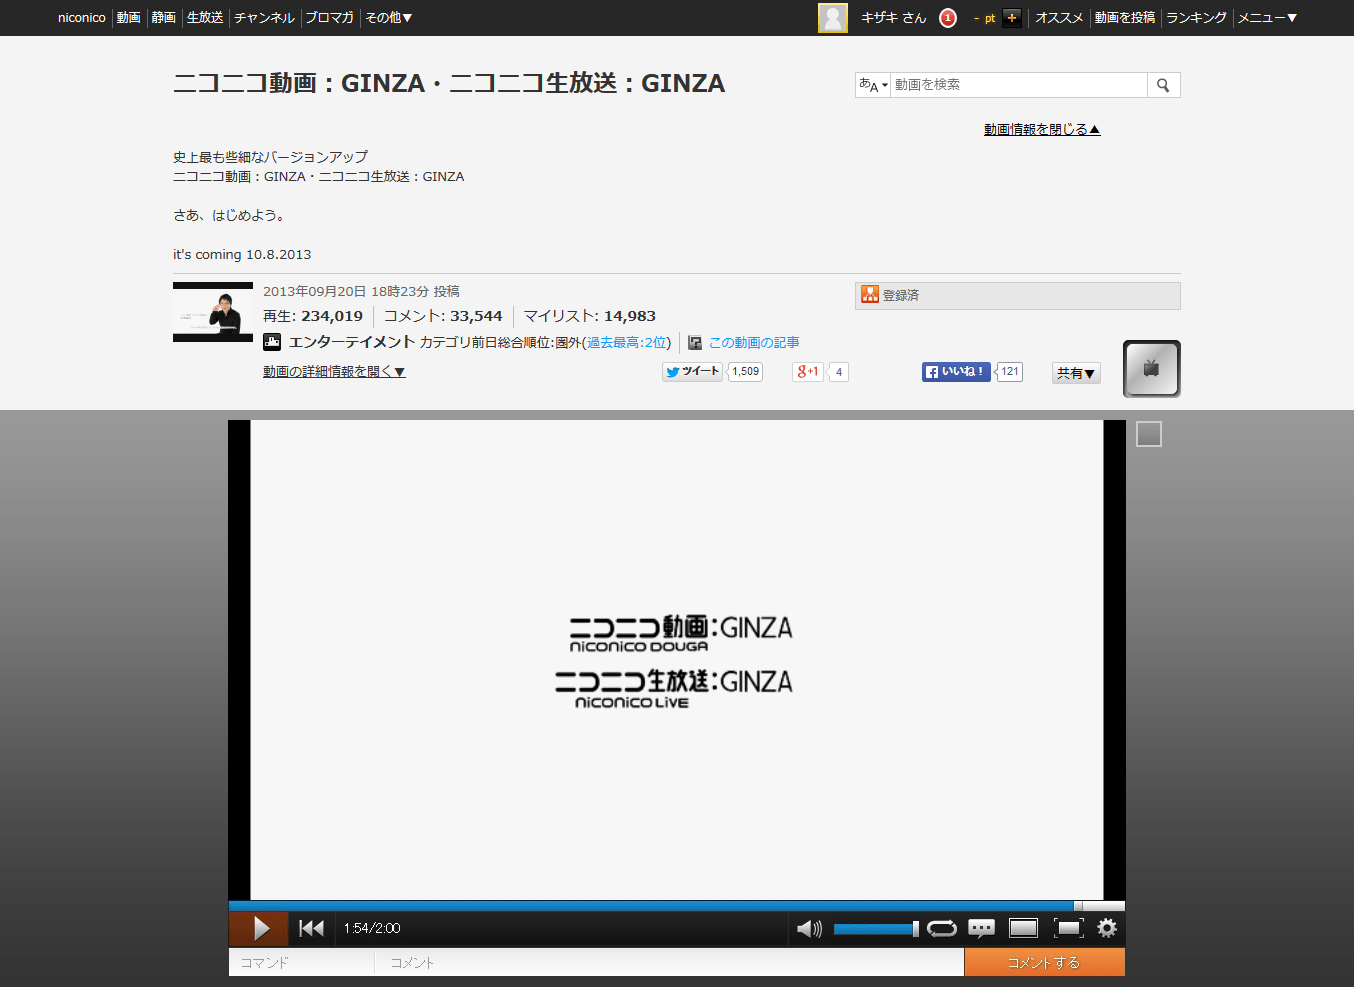 niconico 動画 静画 生放送 チャンネル ブロマガ その他▼ キザキ さん 1 - pt + オススメ 動画を投稿 ランキング メニュー▼
ニコニコ動画：GINZA・ニコニコ生放送：GINZA
あA 動画を検索
動画情報を閉じる▲
史上最も些細なバージョンアップ
ニコニコ動画：GINZA・ニコニコ生放送：GINZA
さあ、はじめよう。
it's coming 10.8.2013
2013年09月20日 18時23分 投稿
登録済
再生: 234,019 コメント: 33,544 マイリスト: 14,983
エンターテイメント カテゴリ前日総合順位:圏外(過去最高:2位) この動画の記事
動画の詳細情報を開く▼
ツイート 1,509 g+1 4 いいね！ 121 共有▼
ニコニコ動画:GINZA
niconico DOUGA
ニコニコ生放送:GINZA
niconico LIVE
1:54/2:00
コマンド コメント コメントする